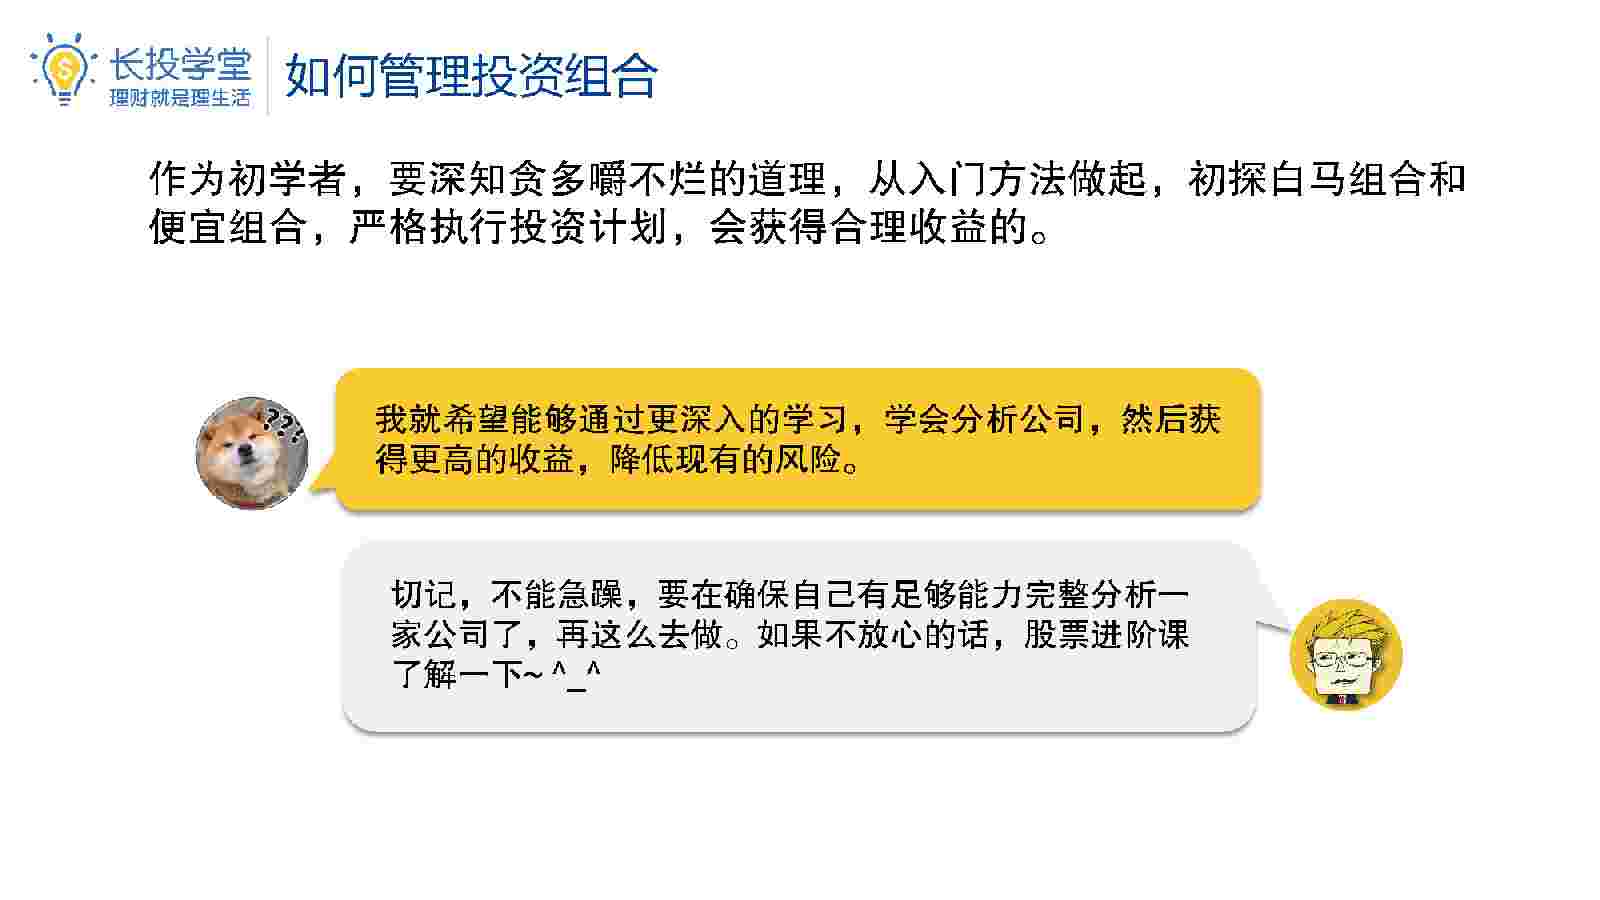 长投学堂
理财就是理生活
如何管理投资组合
作为初学者，要深知贪多嚼不烂的道理，从入门方法做起，初探白马组合和
便宜组合，严格执行投资计划，会获得合理收益的。
???
我就希望能够通过更深入的学习，学会分析公司，然后获
得更高的收益，降低现有的风险。
切记，不能急躁，要在确保自己有足够能力完整分析一
家公司了，再这么去做。如果不放心的话，股票进阶课
了解一下~ ^_^